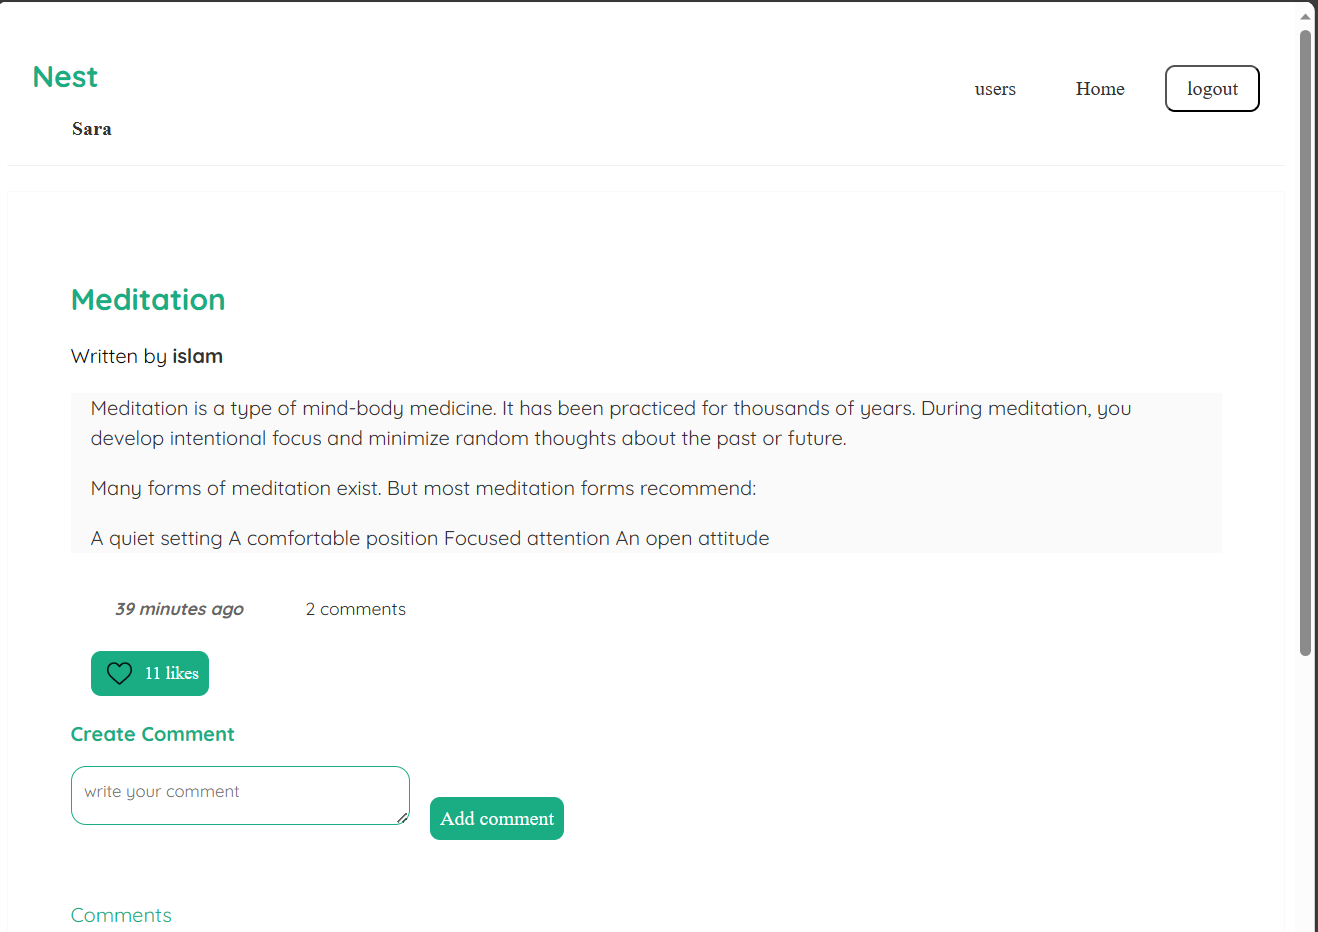 Nest
users Home logout
Sara
Meditation
Written by islam
Meditation is a type of mind-body medicine. It has been practiced for thousands of years. During meditation, you
develop intentional focus and minimize random thoughts about the past or future.
Many forms of meditation exist. But most meditation forms recommend:
A quiet setting A comfortable position Focused attention An open attitude
39 minutes ago 2 comments
11 likes
Create Comment
write your comment
Add comment
Comments